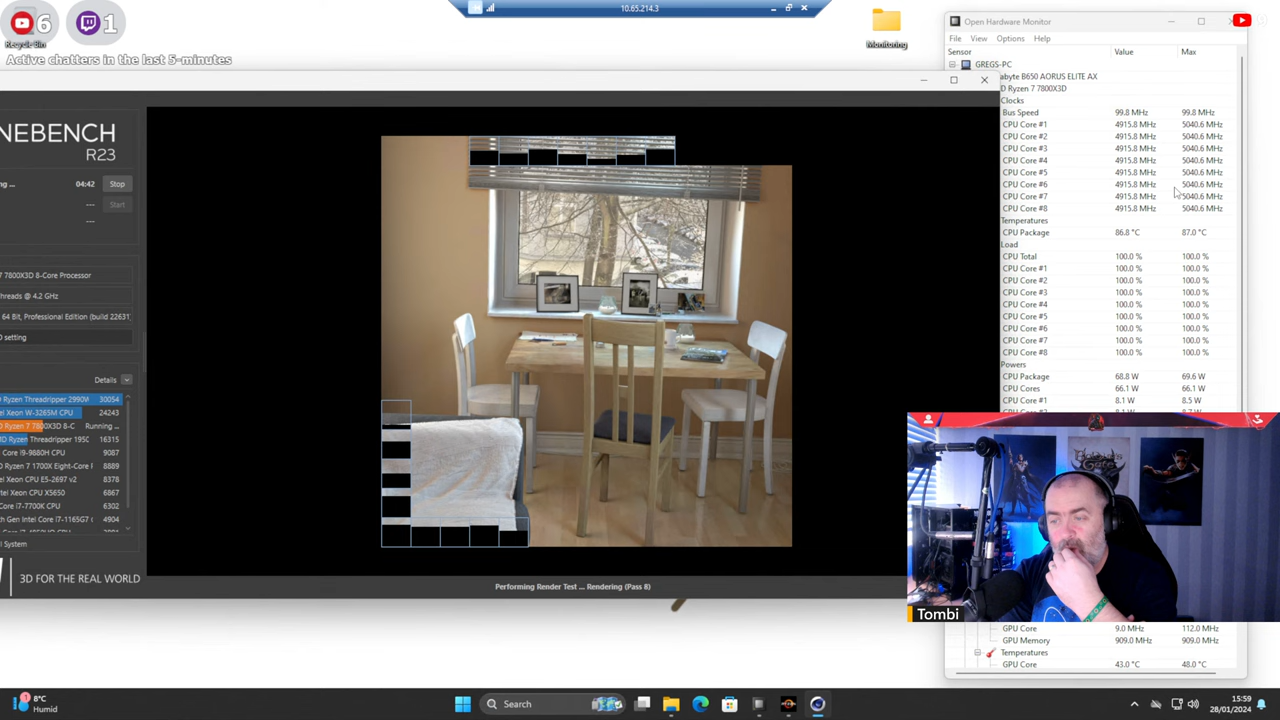 6
1
Recycle Bin
Active chatters in the last 5-minutes
10.65.214.3
Monitoring
NEBENCH
R23
ng ...
04:42
Stop
---
Start
---
7 7800X3D 8-Core Processor
hreads @ 4.2 GHz
64 Bit, Professional Edition (build 22631)
D setting
Details
D Ryzen Threadripper 2990W 30054
el Xeon W-3265M CPU 24243
D Ryzen 7 7800X3D 8-C Running ...
MD Ryzen Threadripper 195 16315
Core i9-9880H CPU 9087
D Ryzen 7 1700X Eight-Core P 8889
tel Xeon CPU E5-2697 v2 8378
tel Xeon CPU X5650 6867
Core i7-7700K CPU 6302
th Gen Intel Core i7-1165G7 4904
l System
3D FOR THE REAL WORLD
Performing Render Test ... Rendering (Pass 8)
Open Hardware Monitor
File View Options Help
Sensor Value Max
GREGS-PC
abyte B650 AORUS ELITE AX
D Ryzen 7 7800X3D
Clocks
Bus Speed 99.8 MHz 99.8 MHz
CPU Core #1 4915.8 MHz 5040.6 MHz
CPU Core #2 4915.8 MHz 5040.6 MHz
CPU Core #3 4915.8 MHz 5040.6 MHz
CPU Core #4 4915.8 MHz 5040.6 MHz
CPU Core #5 4915.8 MHz 5040.6 MHz
CPU Core #6 4915.8 MHz 5040.6 MHz
CPU Core #7 4915.8 MHz 5040.6 MHz
CPU Core #8 4915.8 MHz 5040.6 MHz
Temperatures
CPU Package 86.8 °C 87.0 °C
Load
CPU Total 100.0 % 100.0 %
CPU Core #1 100.0 % 100.0 %
CPU Core #2 100.0 % 100.0 %
CPU Core #3 100.0 % 100.0 %
CPU Core #4 100.0 % 100.0 %
CPU Core #5 100.0 % 100.0 %
CPU Core #6 100.0 % 100.0 %
CPU Core #7 100.0 % 100.0 %
CPU Core #8 100.0 % 100.0 %
Powers
CPU Package 68.8 W 69.6 W
CPU Cores 66.1 W 66.1 W
CPU Core #1 8.1 W 8.5 W
Tombi
GPU Core 9.0 MHz 112.0 MHz
GPU Memory 909.0 MHz 909.0 MHz
Temperatures
GPU Core 43.0 °C 48.0 °C
1
8°C
Humid
Search
15:59
28/01/2024